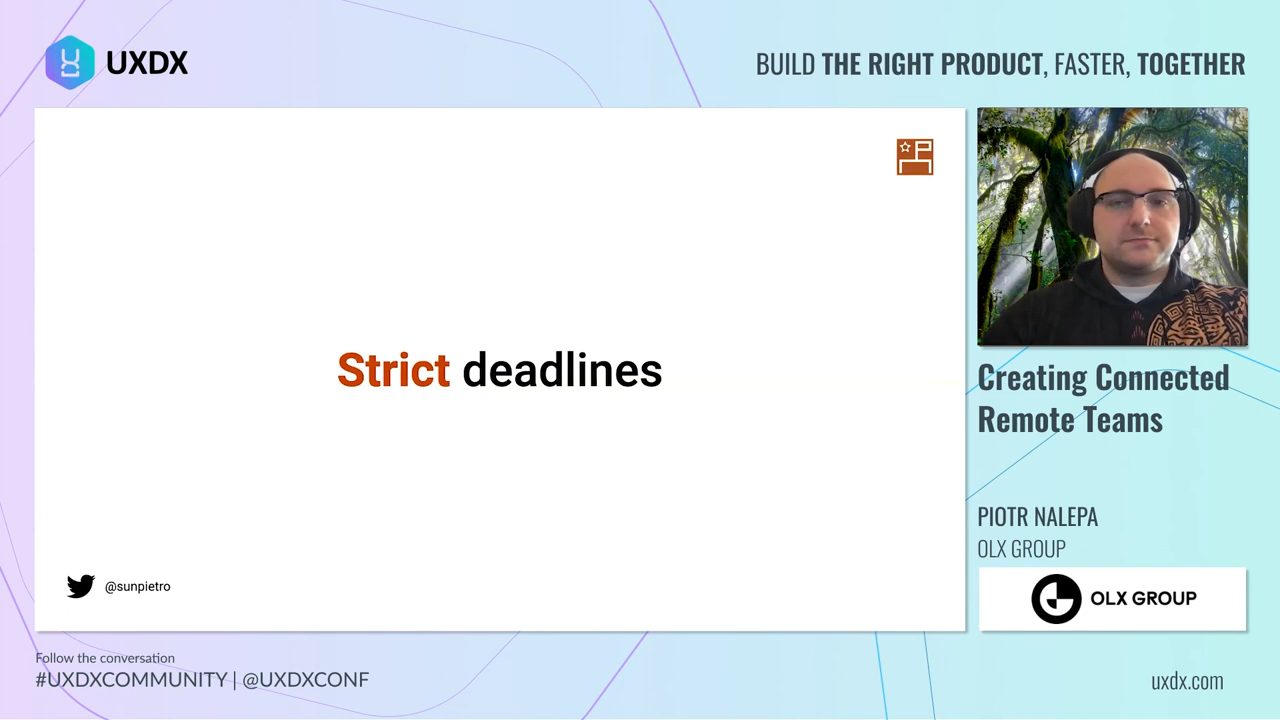 UXDX
BUILD THE RIGHT PRODUCT, FASTER, TOGETHER
Strict deadlines
@sunpietro
Creating Connected
Remote Teams
PIOTR NALEPA
OLX GROUP
OLX GROUP
Follow the conversation
#UXDXCOMMUNITY | @UXDXCONF
uxdx.com